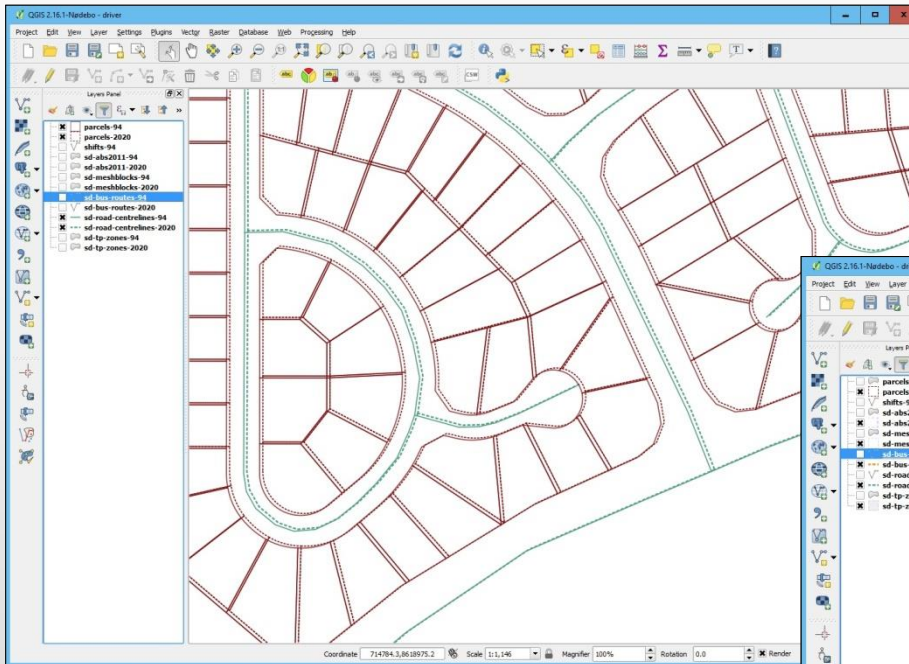 QGIS 2.16.1-Nødebo - driver
Project Edit View Layer Settings Plugins Vector Raster Database Web Processing Help
Layers Panel
parcels-94
parcels-2020
shifts-94
sd-abs2011-94
sd-abs2011-2020
sd-meshblocks-94
sd-meshblocks-2020
sd-bus-routes-94
sd-bus-routes-2020
sd-road-centrelines-94
sd-road-centrelines-2020
sd-tp-zones-94
sd-tp-zones-2020
Coordinate 714784.3,8618975.2 Scale 1:1,146 Magnifier 100% Rotation 0.0 Render
QGIS 2.16.1-Nødebo - dri
Project Edit View Layer
Layers P
parcels
parcels
shifts-9
sd-abs2
sd-abs2
sd-mes
sd-mes
sd-bus-
sd-bus-
sd-road
sd-road
sd-tp-z
sd-tp-z